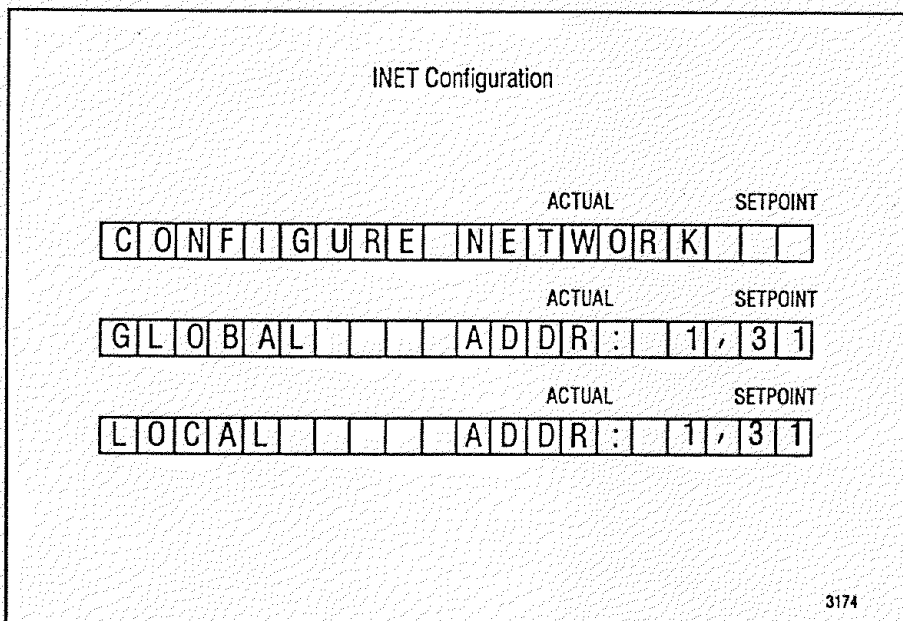 INET Configuration
ACTUAL SETPOINT
CONFIGURE NETWORK
ACTUAL SETPOINT
GLOBAL ADDR: 1,31
ACTUAL SETPOINT
LOCAL ADDR: 1,31
3174